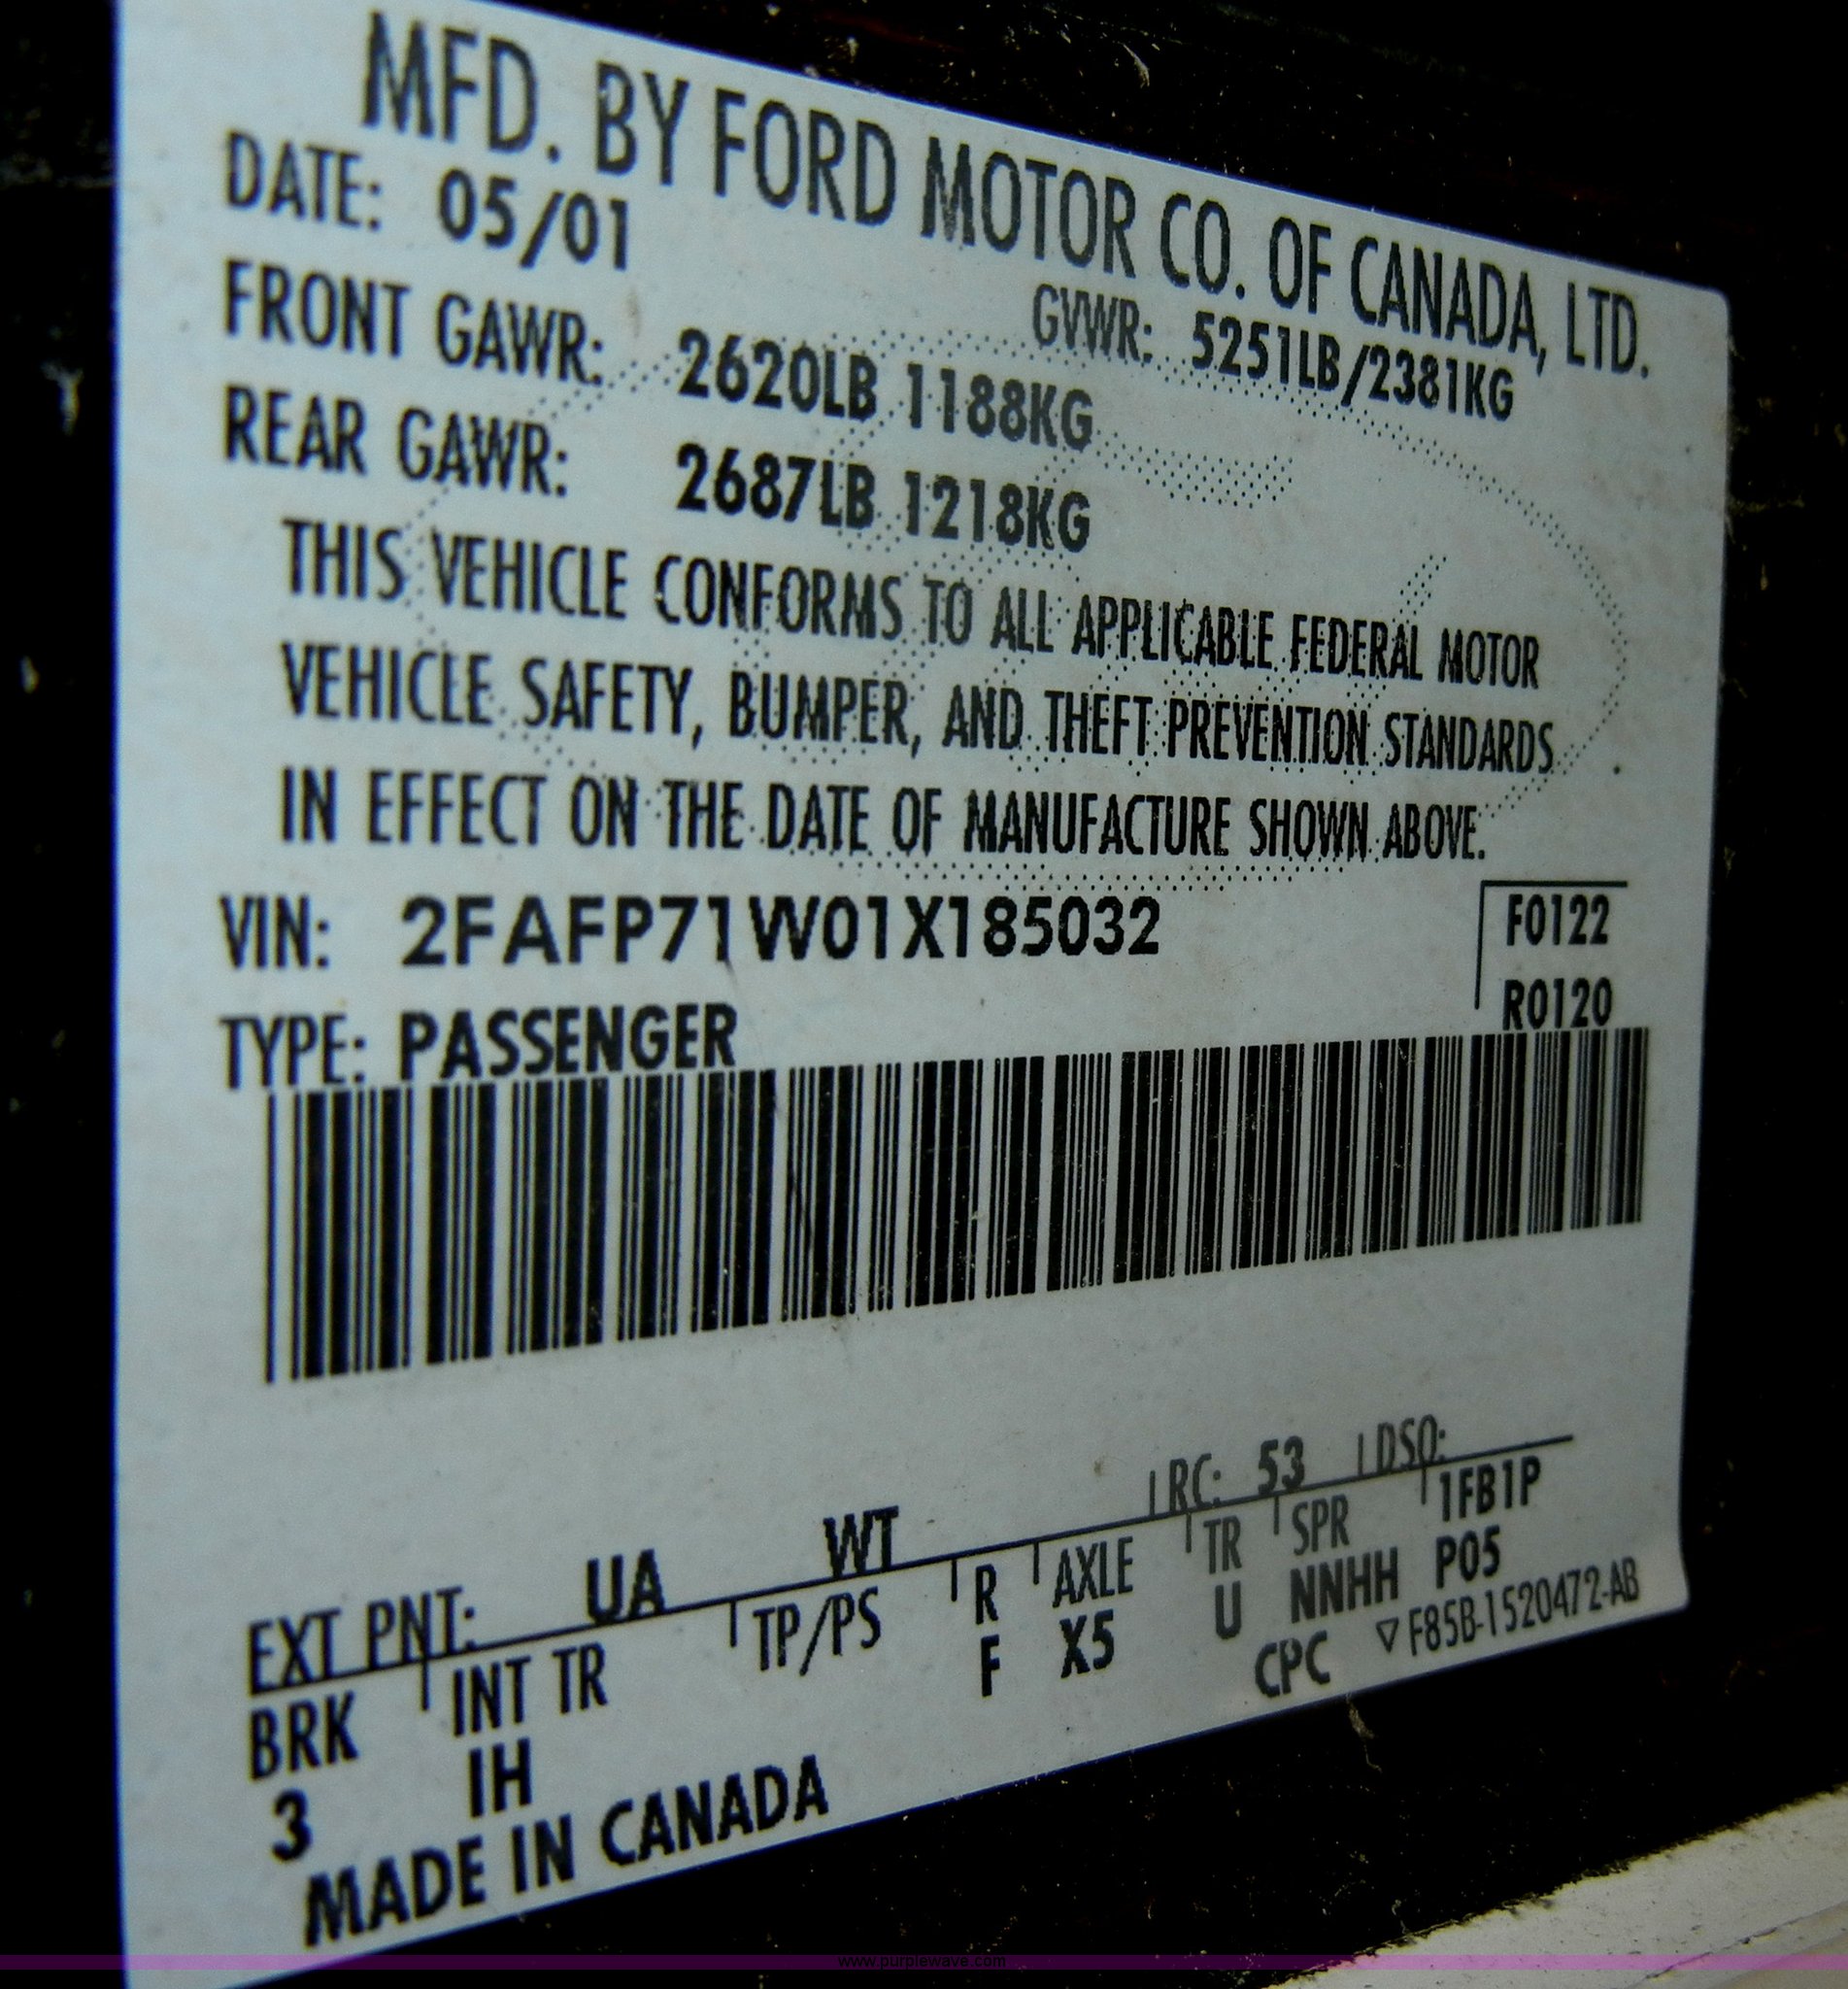 MFD. BY FORD MOTOR CO. OF CANADA, LTD.
DATE: 05/01
GVWR: 5251LB/2381KG
FRONT GAWR: 2620LB 1188KG
REAR GAWR: 2687LB 1218KG
THIS VEHICLE CONFORMS TO ALL APPLICABLE FEDERAL MOTOR
VEHICLE SAFETY, BUMPER, AND THEFT PREVENTION STANDARDS
IN EFFECT ON THE DATE OF MANUFACTURE SHOWN ABOVE.
VIN: 2FAFP71W01X185032
F0122
R0120
TYPE: PASSENGER
EXT PNT: UA WT RC: 53 DSO:
BRK INT TR TP/PS R AXLE TR SPR 1FB1P
3 IH F X5 U NNHH P05
MADE IN CANADA CPC ▽ F85B-1520472-AB
www.purplewave.com